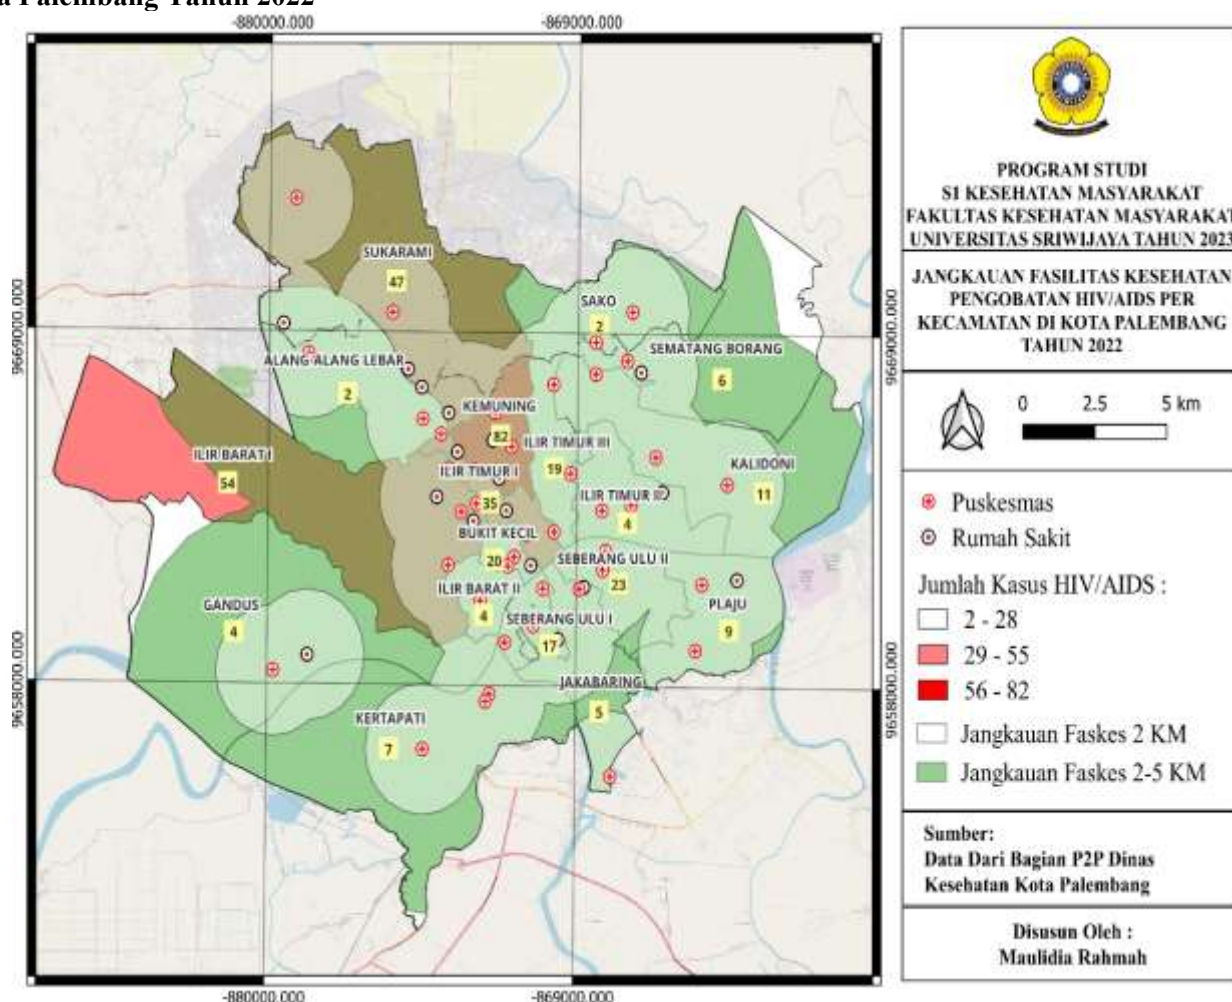 a Palembang Tahun 2022
-880000.000
-869000.000
9669000.000
9669000.000
SUKARAMI
47
SAKO
2
ALANG ALANG LEBAR
2
SEMATANG BORANG
6
KEMUNING
82
ILIR TIMUR III
19
ILIR BARAT I
54
ILIR TIMUR I
35
KALIDONI
11
ILIR TIMUR II
4
BUKIT KECIL
20
SEBERANG ULU II
23
ILIR BARAT II
4
GANDUS
4
PLAJU
9
SEBERANG ULU I
17
JAKABARING
5
KERTAPATI
7
9658000.000
9658000.000
-880000.000
-869000.000
PROGRAM STUDI
S1 KESEHATAN MASYARAKAT
FAKULTAS KESEHATAN MASYARAKAT
UNIVERSITAS SRIWIJAYA TAHUN 2023
JANGKAUAN FASILITAS KESEHATAN
PENGOBATAN HIV/AIDS PER
KECAMATAN DI KOTA PALEMBANG
TAHUN 2022
0 2.5 5 km
Puskesmas
Rumah Sakit
Jumlah Kasus HIV/AIDS :
2 - 28
29 - 55
56 - 82
Jangkauan Faskes 2 KM
Jangkauan Faskes 2-5 KM
Sumber:
Data Dari Bagian P2P Dinas
Kesehatan Kota Palembang
Disusun Oleh :
Maulidia Rahmah